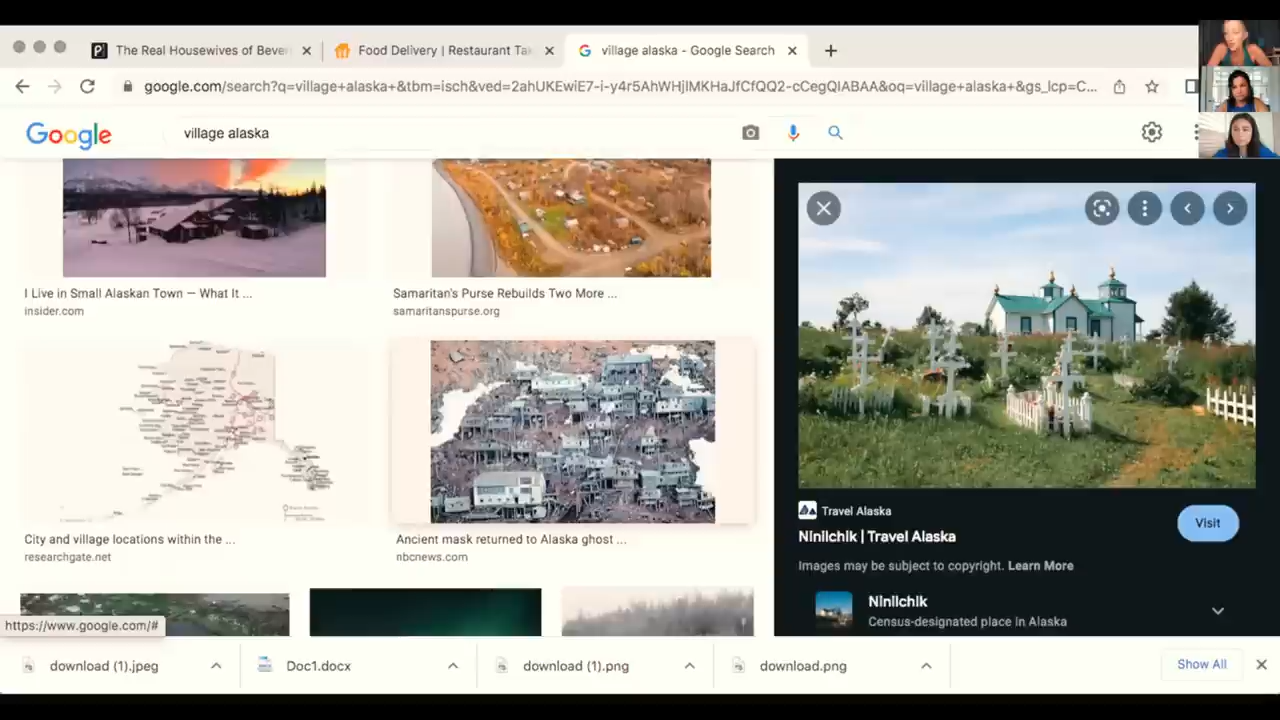 The Real Housewives of Bever
Food Delivery | Restaurant Tak
village alaska - Google Search
google.com/search?q=village+alaska+&tbm=isch&ved=2ahUKEwiE7-i-y4r5AhWHjIMKHaJfCfQQ2-cCegQIABAA&oq=village+alaska+&gs_lcp=C...
Google
village alaska
I Live in Small Alaskan Town — What It ...
insider.com
Samaritan's Purse Rebuilds Two More ...
samaritanspurse.org
City and village locations within the ...
researchgate.net
Ancient mask returned to Alaska ghost ...
nbcnews.com
Travel Alaska
Ninilchik | Travel Alaska
Visit
Images may be subject to copyright. Learn More
Ninilchik
Census-designated place in Alaska
https://www.google.com/#
download (1).jpeg
Doc1.docx
download (1).png
download.png
Show All